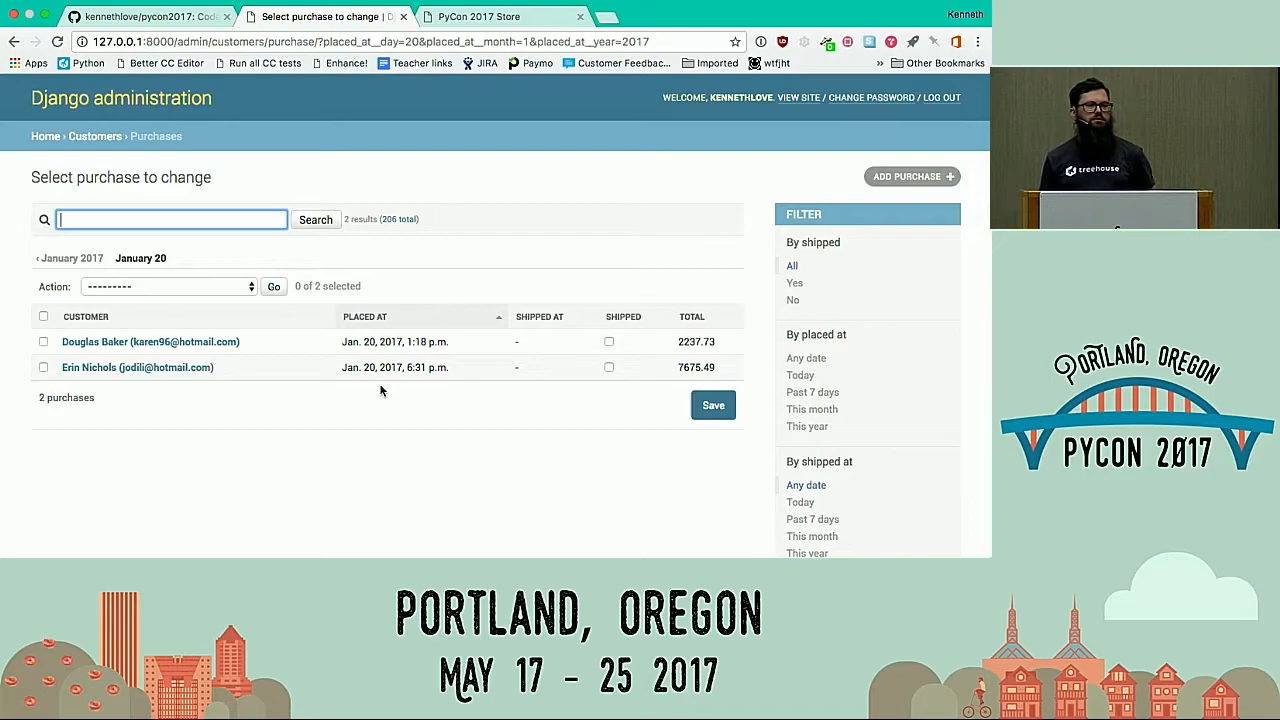 kennethlove/pycon2017: Cod
Select purchase to change | D
PyCon 2017 Store
Kenneth
127.0.0.1:8000/admin/customers/purchase/?placed_at__day=20&placed_at__month=1&placed_at__year=2017
Apps
Python
Better CC Editor
Run all CC tests
Enhance!
Teacher links
JIRA
Paymo
Customer Feedbac...
Imported
wtfjht
»
Other Bookmarks
Django administration
WELCOME, KENNETHLOVE. VIEW SITE / CHANGE PASSWORD / LOG OUT
Home › Customers › Purchases
Select purchase to change
ADD PURCHASE +
Search
2 results (206 total)
‹ January 2017
January 20
Action:
---------
Go
0 of 2 selected
CUSTOMER
PLACED AT
SHIPPED AT
SHIPPED
TOTAL
Douglas Baker (karen96@hotmail.com)
Jan. 20, 2017, 1:18 p.m.
-
2237.73
Erin Nichols (jodili@hotmail.com)
Jan. 20, 2017, 6:31 p.m.
-
7675.49
2 purchases
Save
FILTER
By shipped
All
Yes
No
By placed at
Any date
Today
Past 7 days
This month
This year
By shipped at
Any date
Today
Past 7 days
This month
This year
treehouse
PORTLAND, OREGON
PYCON 2017
PORTLAND, OREGON
MAY 17 - 25 2017